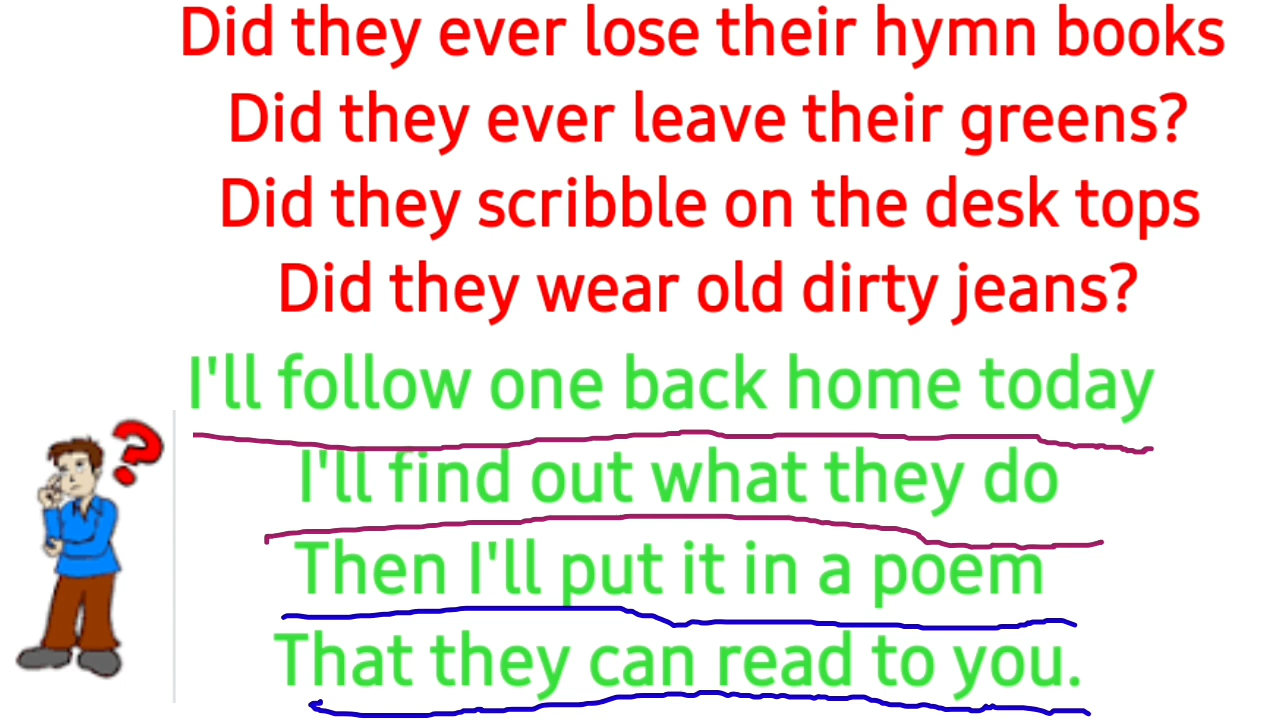 Did they ever lose their hymn books
Did they ever leave their greens?
Did they scribble on the desk tops
Did they wear old dirty jeans?
I'll follow one back home today
I'll find out what they do
Then I'll put it in a poem
That they can read to you.